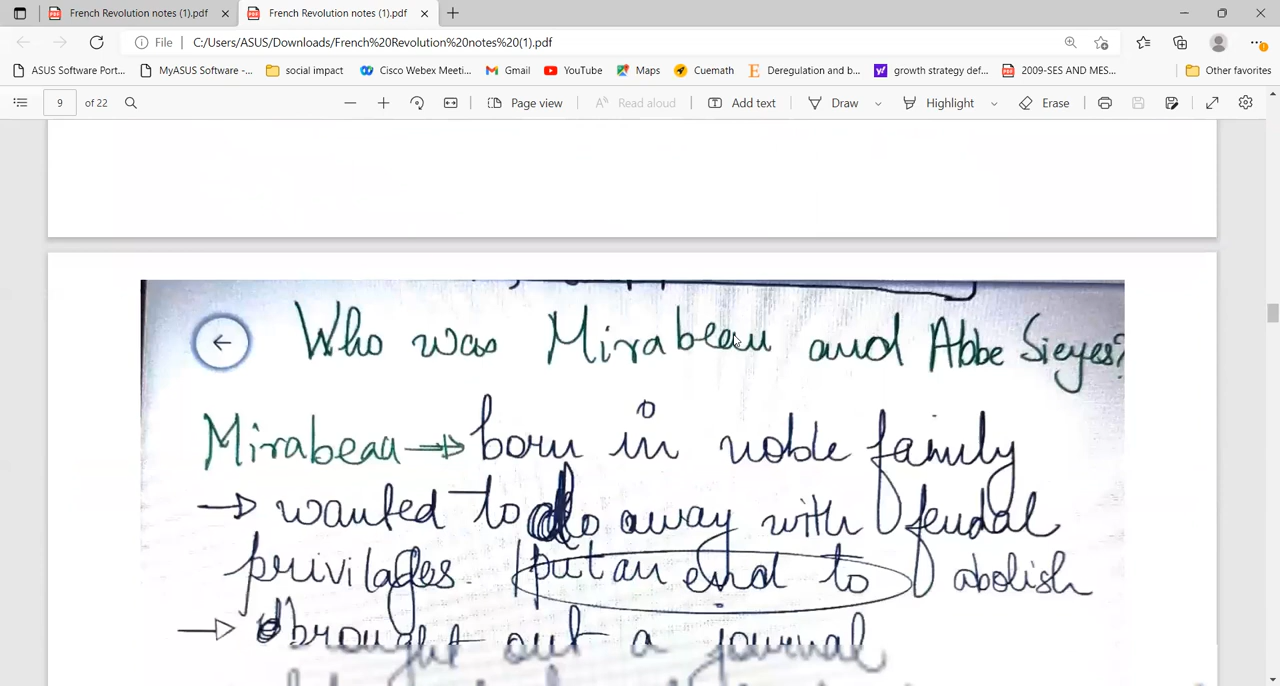 French Revolution notes (1).pdf
French Revolution notes (1).pdf
File C:/Users/ASUS/Downloads/French%20Revolution%20notes%20(1).pdf
ASUS Software Port... MyASUS Software -... social impact Cisco Webex Meeti... Gmail YouTube Maps Cuemath Deregulation and b... growth strategy def... 2009-SES AND MES... Other favorites
9 of 22 Page view Read aloud Add text Draw Highlight Erase
Who was Mirabeau and Abbe Sieyes?
Mirabeau → born in noble family
→ wanted to do away with feudal
privilages. put an end to abolish
→ brought out a journal